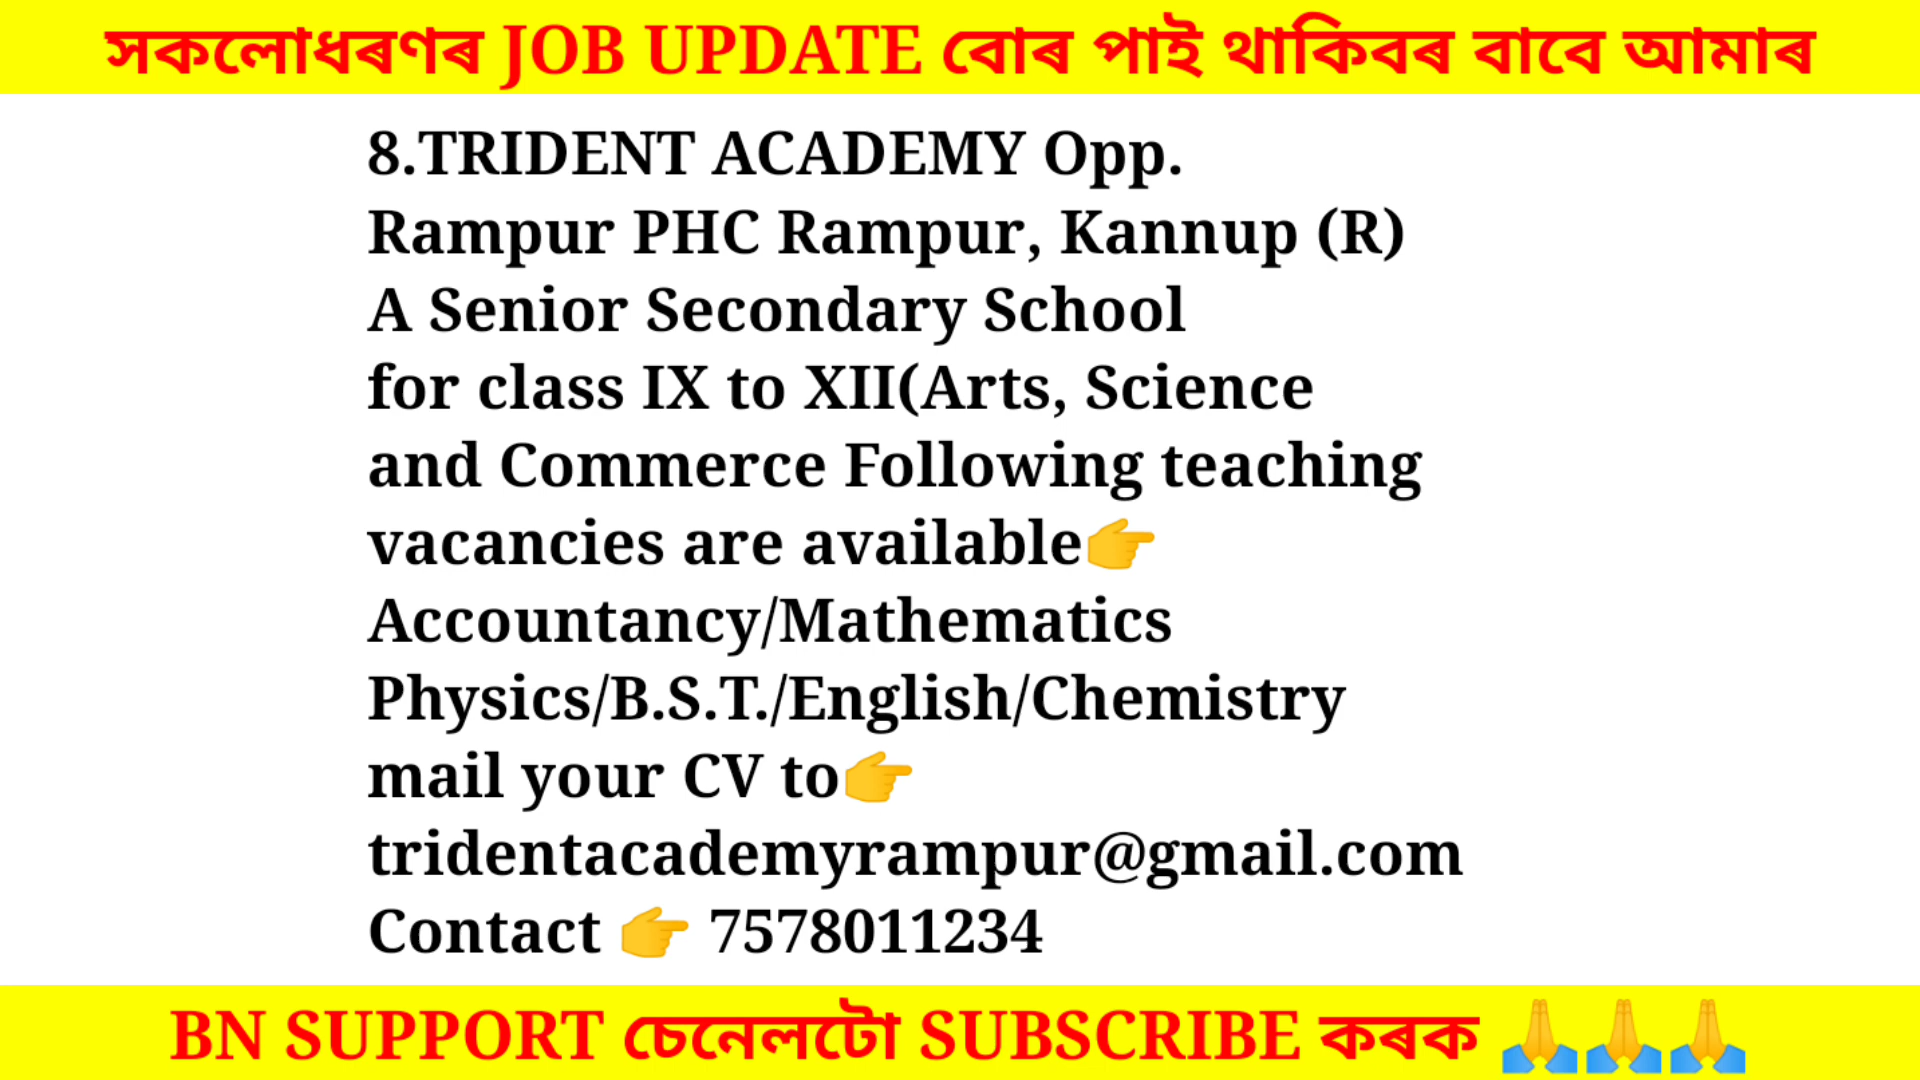 সকলোধৰণৰ JOB UPDATE বোৰ পাই থাকিবৰ বাবে আমাৰ
8.TRIDENT ACADEMY Opp.
Rampur PHC Rampur, Kannup (R)
A Senior Secondary School
for class IX to XII(Arts, Science
and Commerce Following teaching
vacancies are available👉
Accountancy/Mathematics
Physics/B.S.T./English/Chemistry
mail your CV to👉
tridentacademyrampur@gmail.com
Contact 👉 7578011234
BN SUPPORT চেনেলটো SUBSCRIBE কৰক 🙏🙏🙏